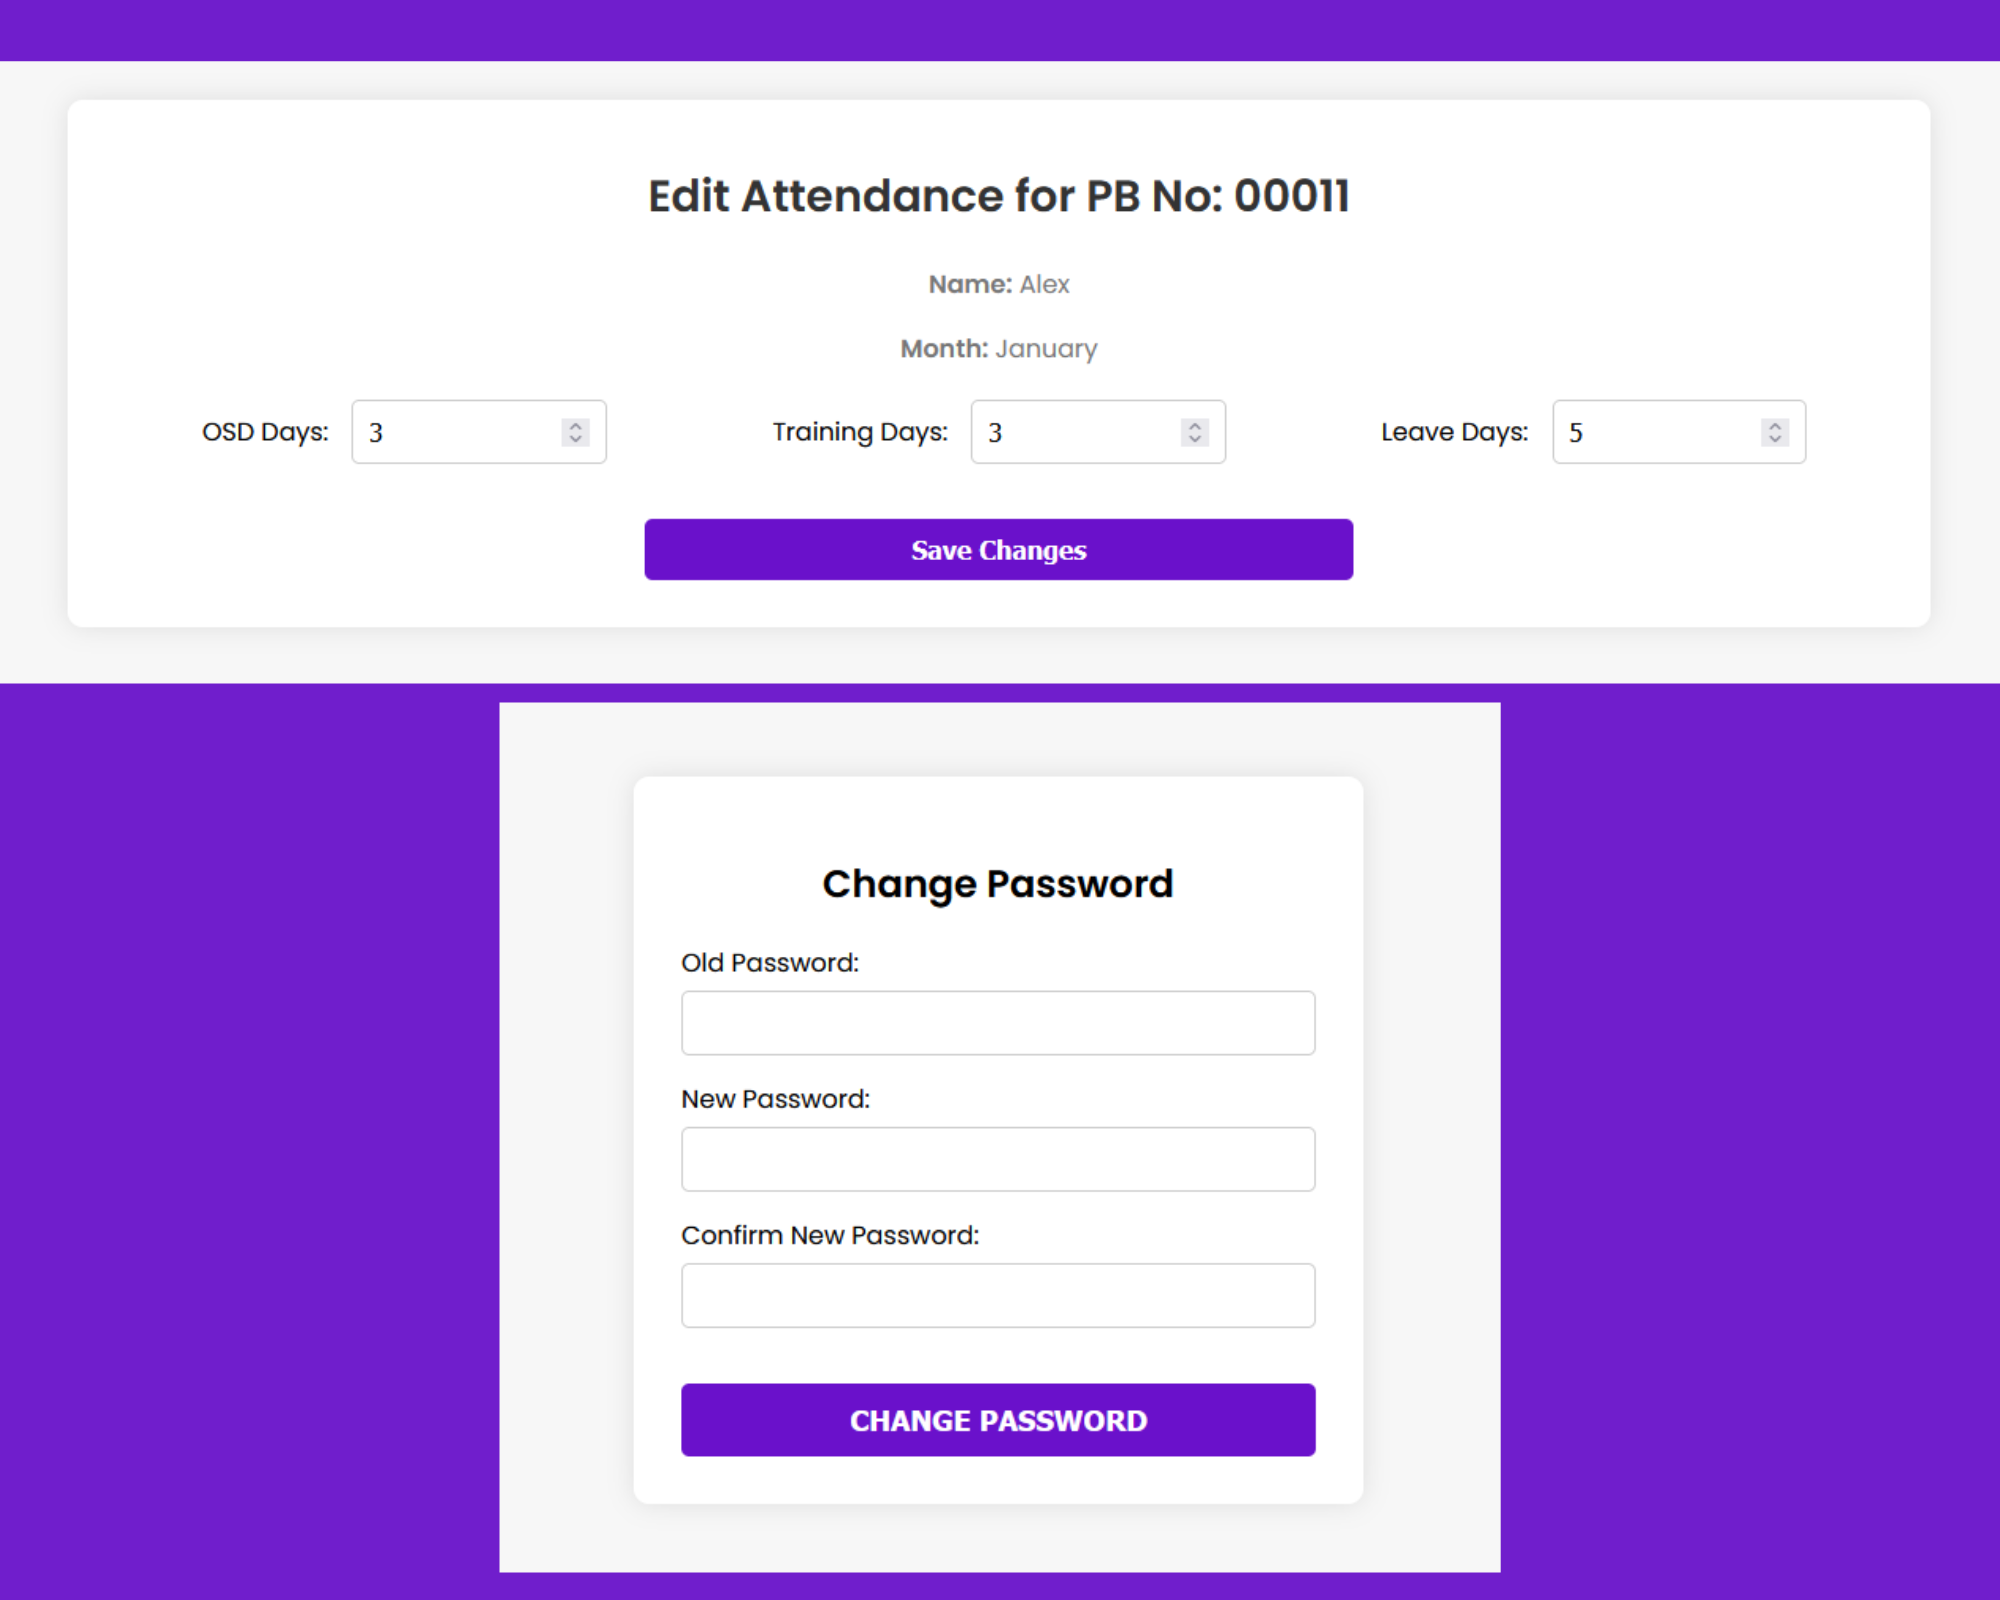 Edit Attendance for PB No: 00011
Name: Alex
Month: January
OSD Days: 3 Training Days: 3 Leave Days: 5
Save Changes
Change Password
Old Password:
New Password:
Confirm New Password:
CHANGE PASSWORD